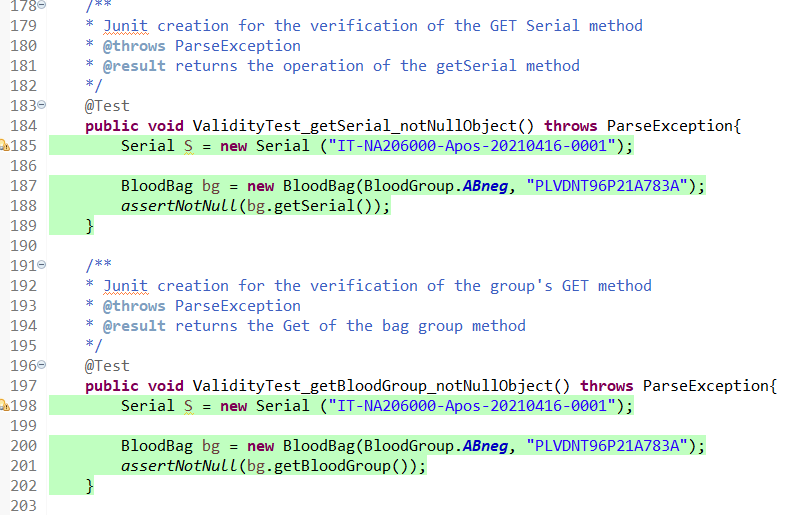 178 /**
179 * Junit creation for the verification of the GET Serial method
180 * @throws ParseException
181 * @result returns the operation of the getSerial method
182 */
183 @Test
184 public void ValidityTest_getSerial_notNullObject() throws ParseException{
185 Serial S = new Serial ("IT-NA206000-Apos-20210416-0001");
186
187 BloodBag bg = new BloodBag(BloodGroup.ABneg, "PLVDNT96P21A783A");
188 assertNotNull(bg.getSerial());
189 }
190
191 /**
192 * Junit creation for the verification of the group's GET method
193 * @throws ParseException
194 * @result returns the Get of the bag group method
195 */
196 @Test
197 public void ValidityTest_getBloodGroup_notNullObject() throws ParseException{
198 Serial S = new Serial ("IT-NA206000-Apos-20210416-0001");
199
200 BloodBag bg = new BloodBag(BloodGroup.ABneg, "PLVDNT96P21A783A");
201 assertNotNull(bg.getBloodGroup());
202 }
203